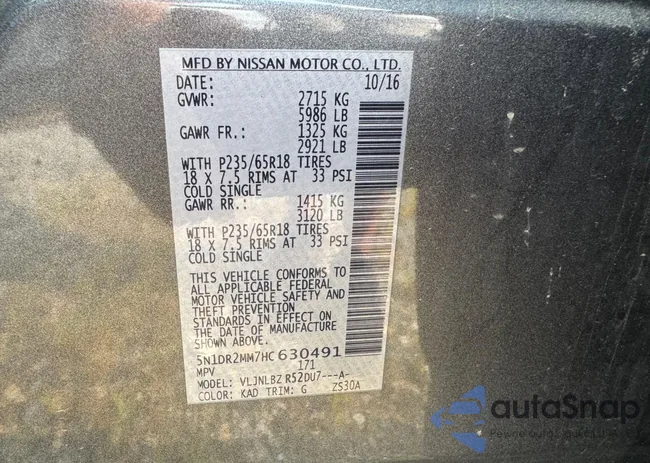 MFD BY NISSAN MOTOR CO., LTD.
DATE: 10/16
GVWR: 2715 KG
5986 LB
GAWR FR.: 1325 KG
2921 LB
WITH P235/65R18 TIRES
18 X 7.5 RIMS AT 33 PSI
COLD SINGLE
GAWR RR.: 1415 KG
3120 LB
WITH P235/65R18 TIRES
18 X 7.5 RIMS AT 33 PSI
COLD SINGLE
THIS VEHICLE CONFORMS TO
ALL APPLICABLE FEDERAL
MOTOR VEHICLE SAFETY AND
THEFT PREVENTION
STANDARDS IN EFFECT ON
THE DATE OF MANUFACTURE
SHOWN ABOVE.
5N1DR2MM7HC 630491
MPV 171
MODEL: VLJNLBZ R52DU7---A-
COLOR: KAD TRIM: G ZS30A
autaSnap